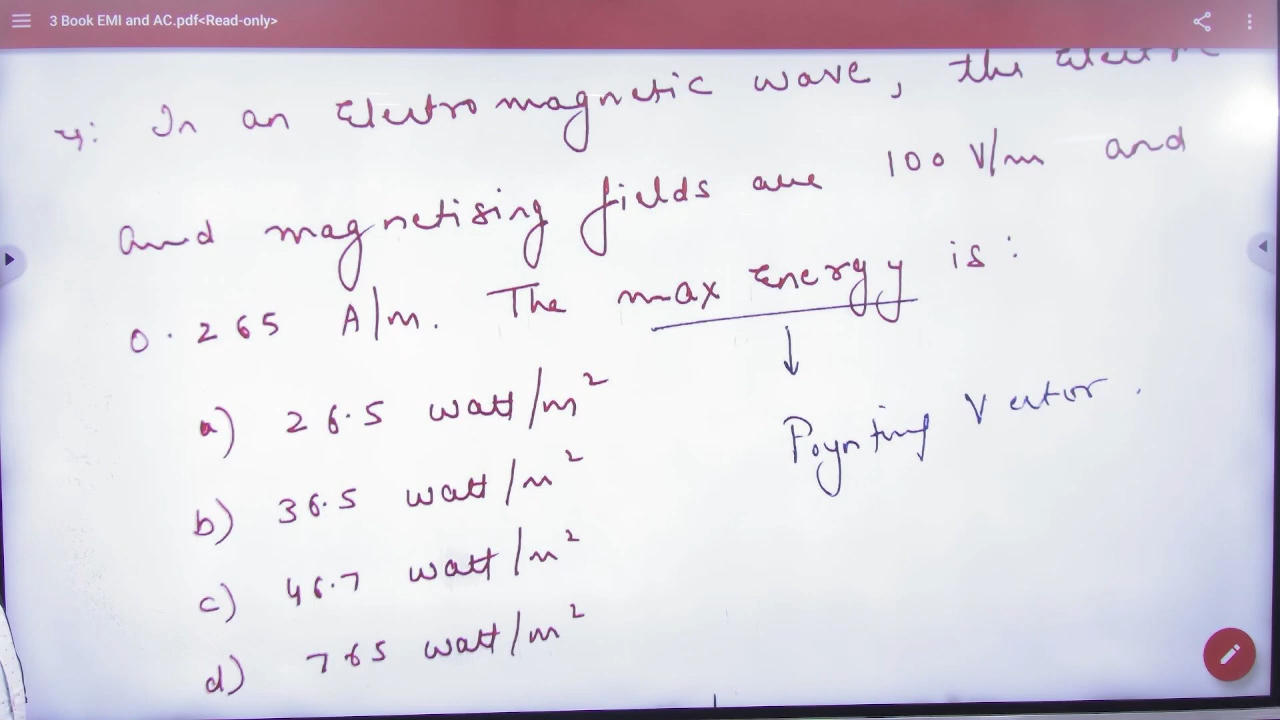 3 Book EMI and AC.pdf<Read-only>
4: In an Electromagnetic wave, the Electric
and magnetising fields are 100 V/m and
0.265 A/m. The max Energy is:
a) 26.5 watt/m²
Poynting Vector.
b) 36.5 watt/m²
c) 46.7 watt/m²
d) 765 watt/m²